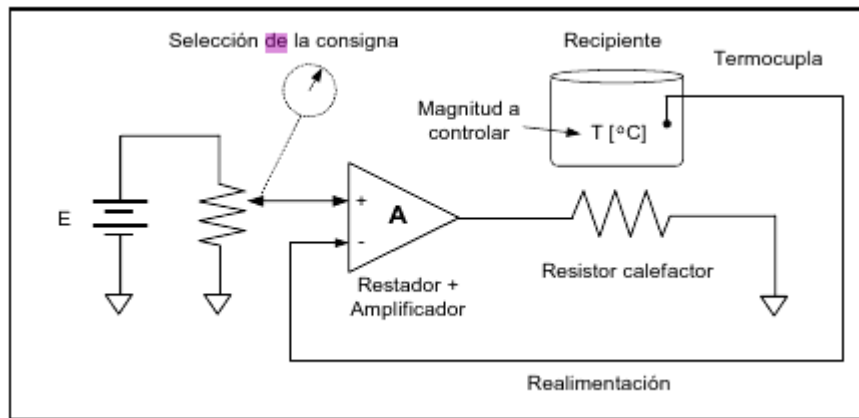 Selección de la consigna
Recipiente
Termocupla
Magnitud a
controlar
T [ºC]
E
+
A
-
Restador +
Amplificador
Resistor calefactor
Realimentación